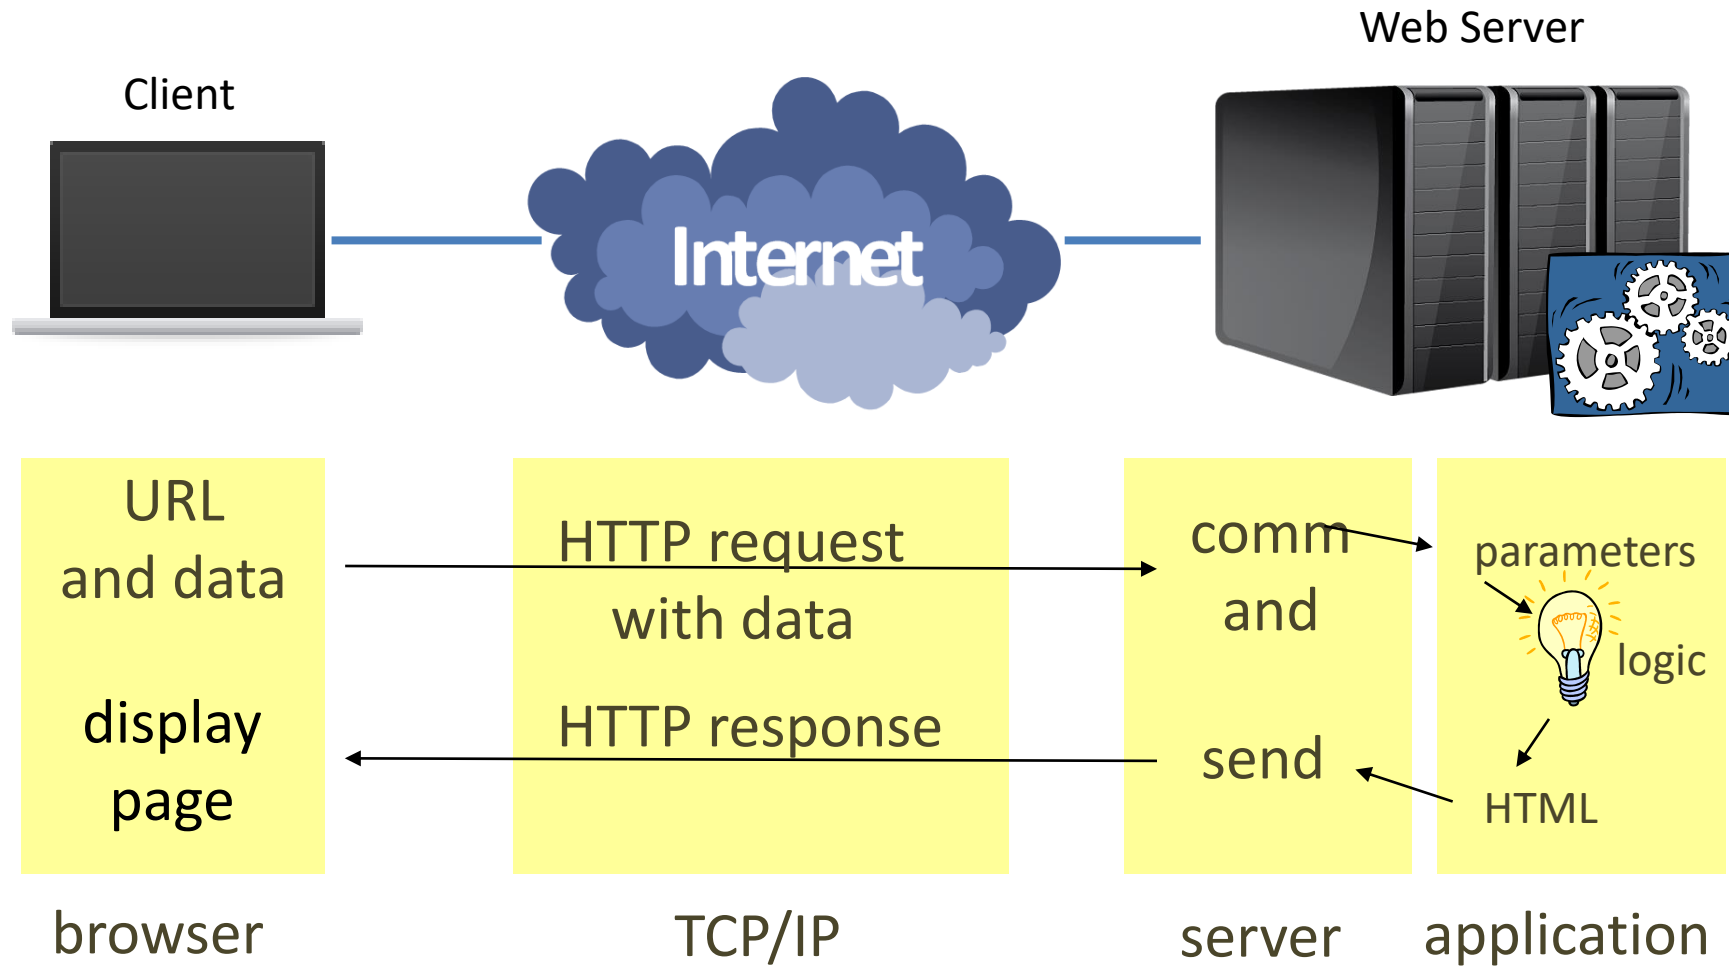 Web Server
Client
Internet
URL
and data
display
page
HTTP request
with data
HTTP response
comm
and
send
parameters
logic
HTML
browser
TCP/IP
server
application